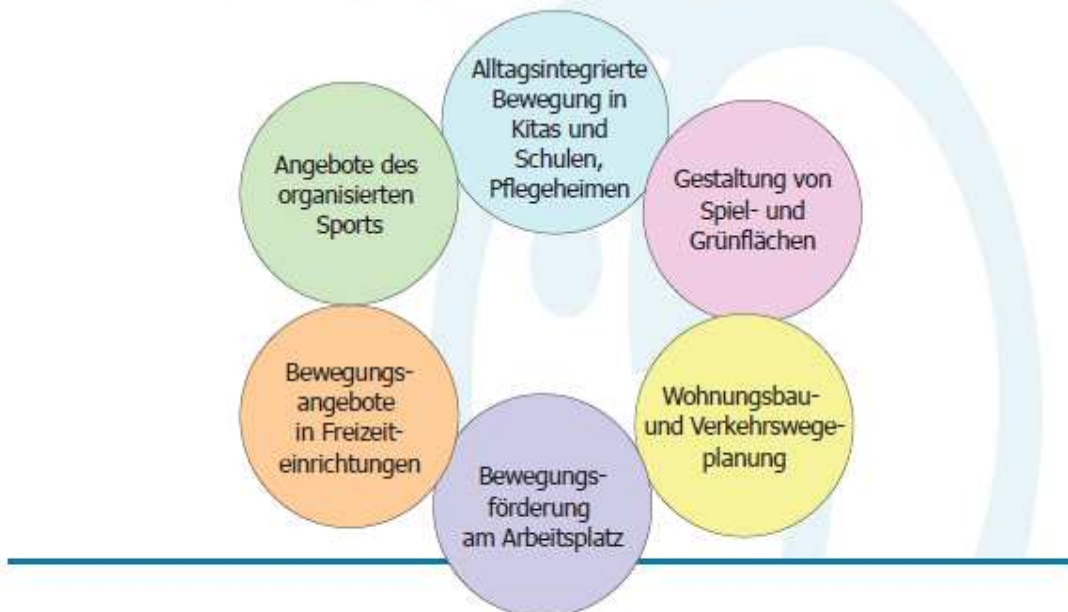 Alltagsintegrierte
Bewegung in
Kitas und
Schulen,
Pflegeheimen
Angebote des
organisierten
Sports
Gestaltung von
Spiel- und
Grünflächen
Bewegungs-
angebote
in Freizeit-
einrichtungen
Wohnungsbau-
und Verkehrswege-
planung
Bewegungs-
förderung
am Arbeitsplatz